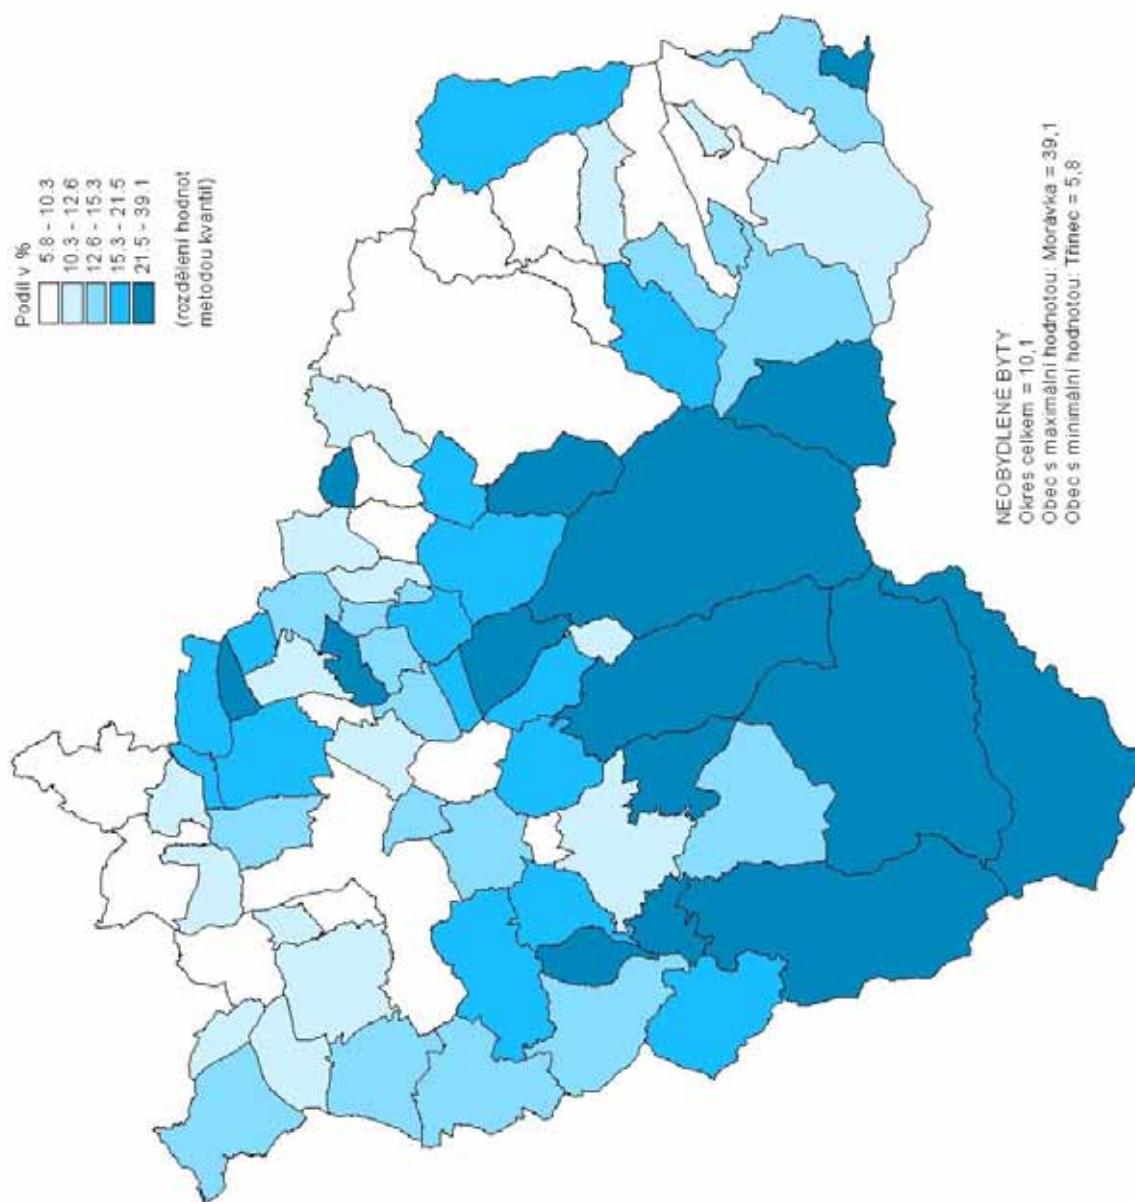 Podíl v %
5.8 - 10.3
10.3 - 12.6
12.6 - 15.3
15.3 - 21.5
21.5 - 39.1
(rozdělení hodnot
metodou kvantil)
NEOBYDLENÉ BYTY
Okres celkem = 10,1
Obec s maximální hodnotou: Morávka = 39,1
Obec s minimální hodnotou: Třinec = 5,8